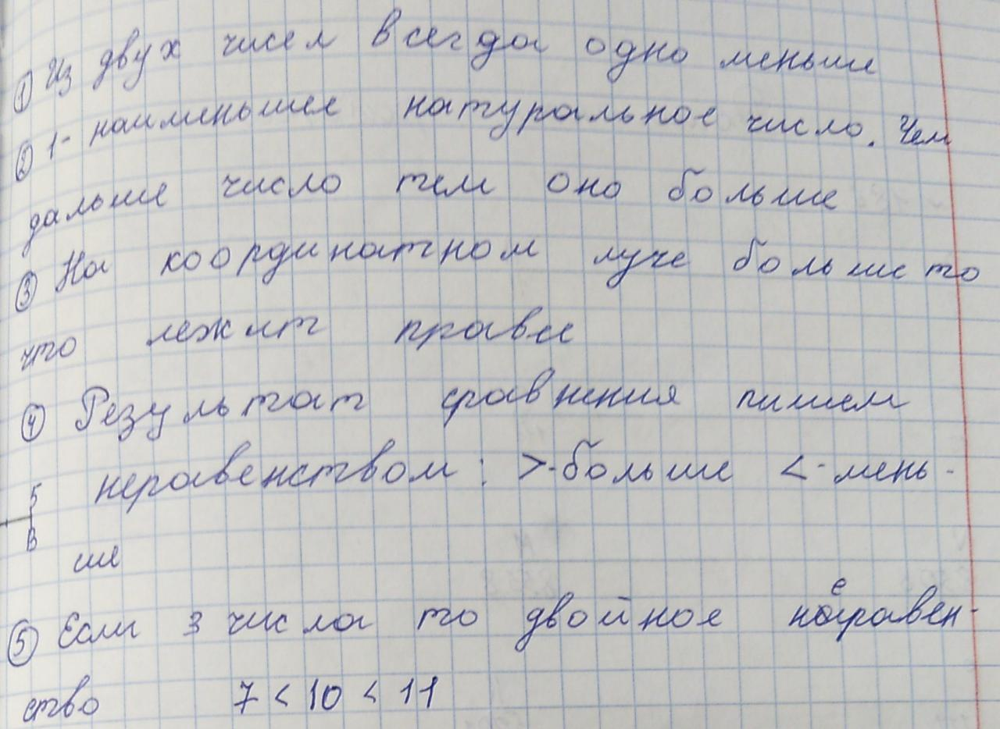 ① Из двух чисел всегда одно меньше
② 1- наименьшее натуральное число. Чем
дальше число тем оно больше
③ На координатном луче больше то
что лежит правее
④ Результат сравнения пишем
неравенством: >-больше <-мень-
Б
В
ше
⑤ Если 3 числа то двойное неравен-
ство 7 < 10 < 11